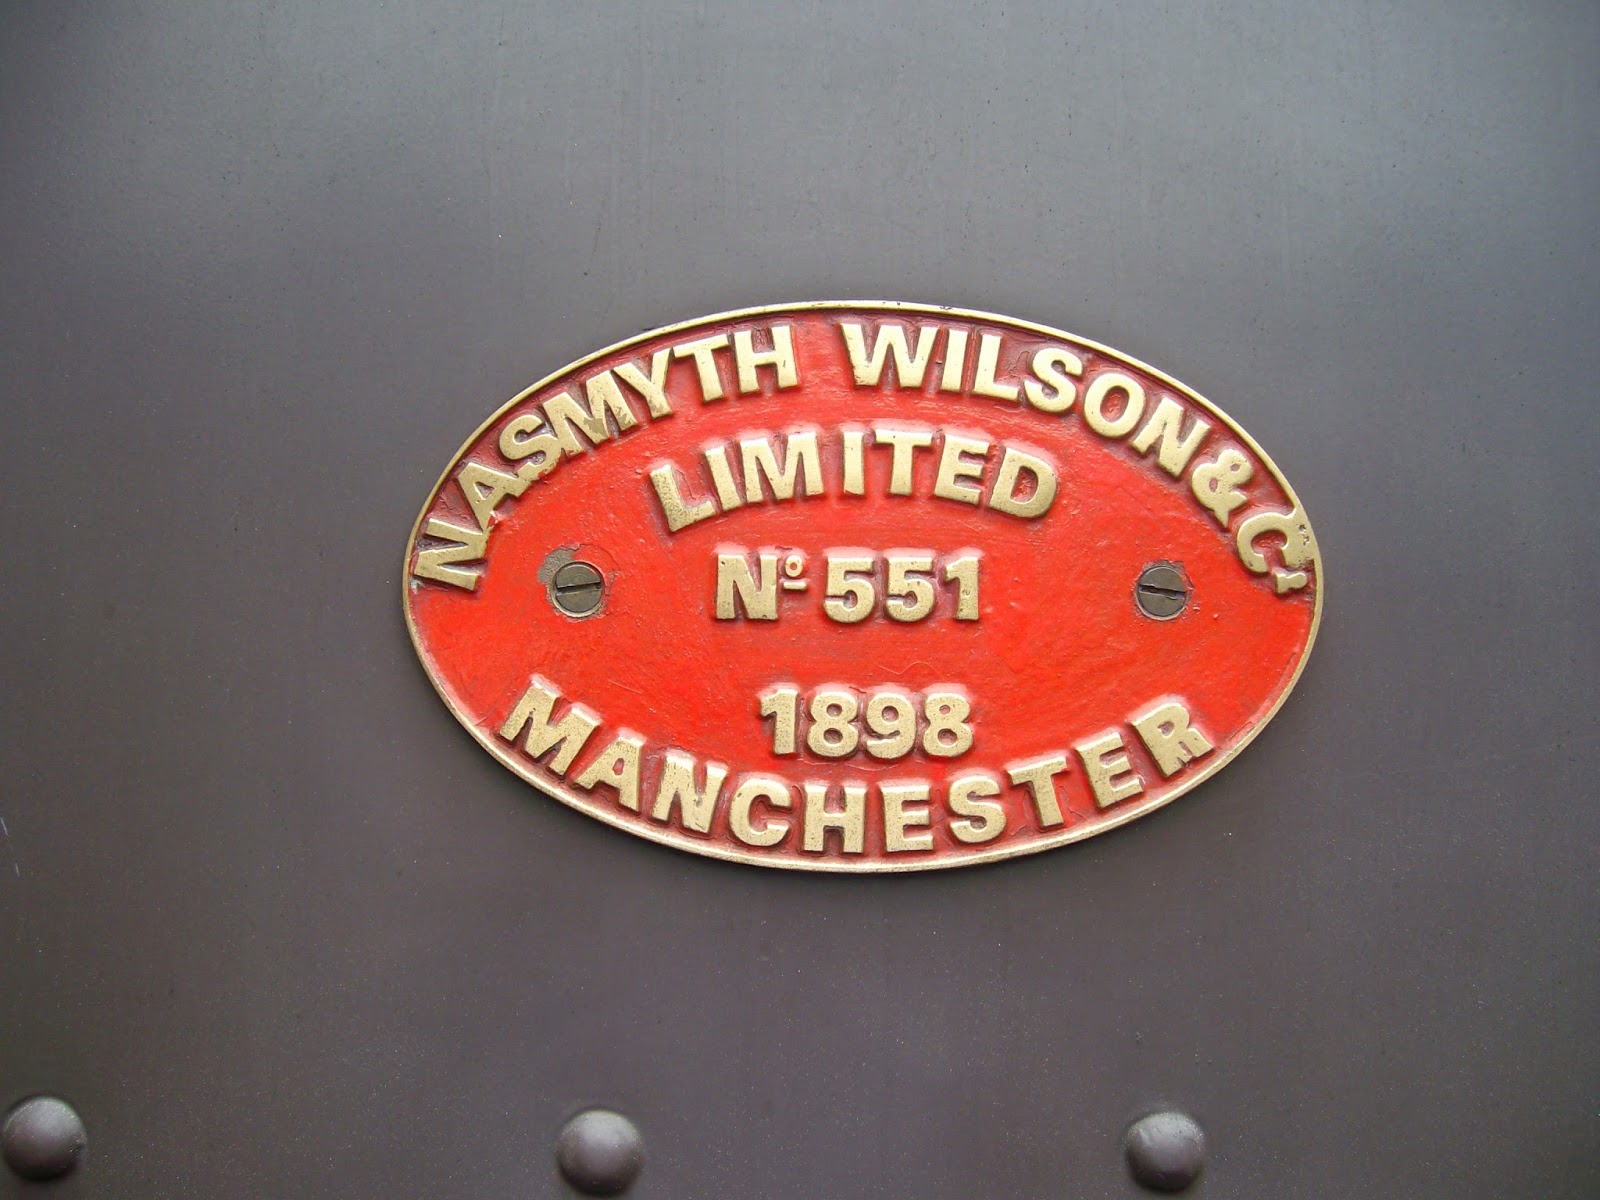 NASMYTH WILSON & Cº
LIMITED
Nº 551
1898
MANCHESTER